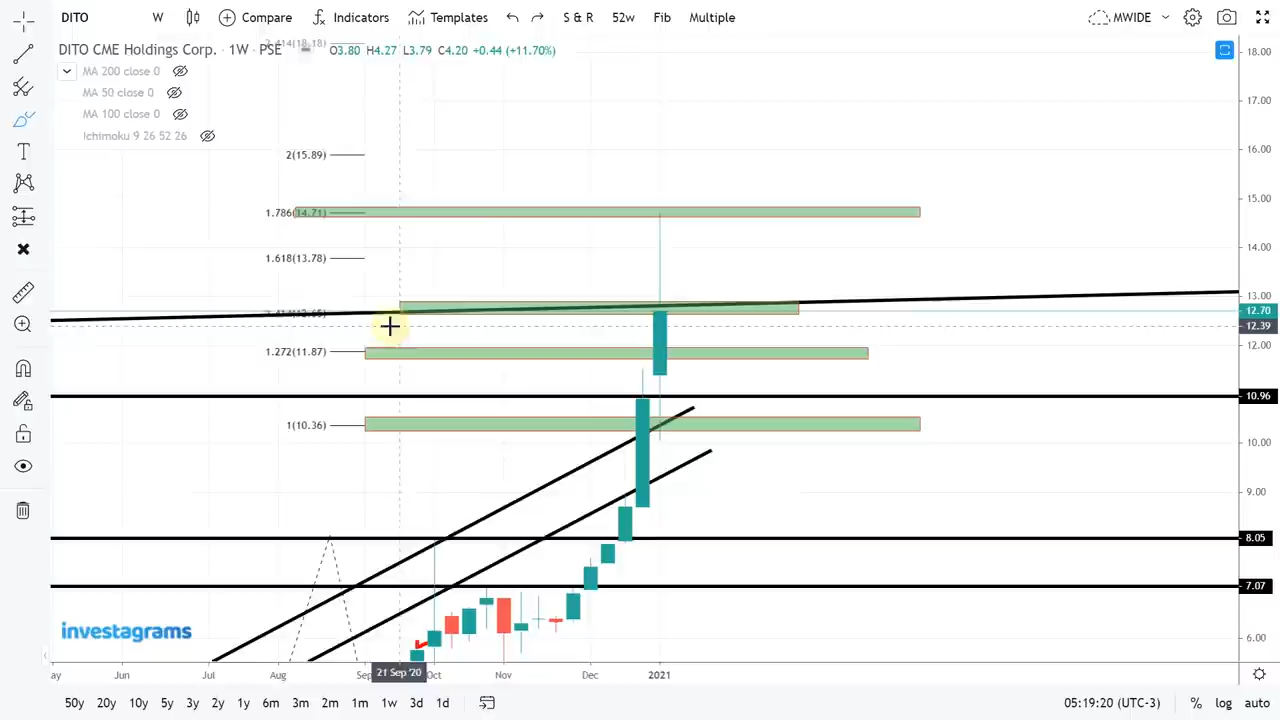 DITO W Compare Indicators Templates S & R 52w Fib Multiple MWIDE
DITO CME Holdings Corp. · 1W · PSE O3.80 H4.27 L3.79 C4.20 +0.44 (+11.70%)
MA 200 close 0
MA 50 close 0
MA 100 close 0
Ichimoku 9 26 52 26
2(15.89)
1.786(14.71)
1.618(13.78)
1.272(11.87)
1(10.36)
18.00
17.00
16.00
15.00
14.00
13.00
12.70
12.39
12.00
10.96
10.00
9.00
8.05
7.07
6.00
investagrams
ay Jun Jul Aug Sep 21 Sep '20 Oct Nov Dec 2021
50y 20y 10y 5y 3y 2y 1y 6m 3m 2m 1m 1w 3d 1d 05:19:20 (UTC-3) % log auto